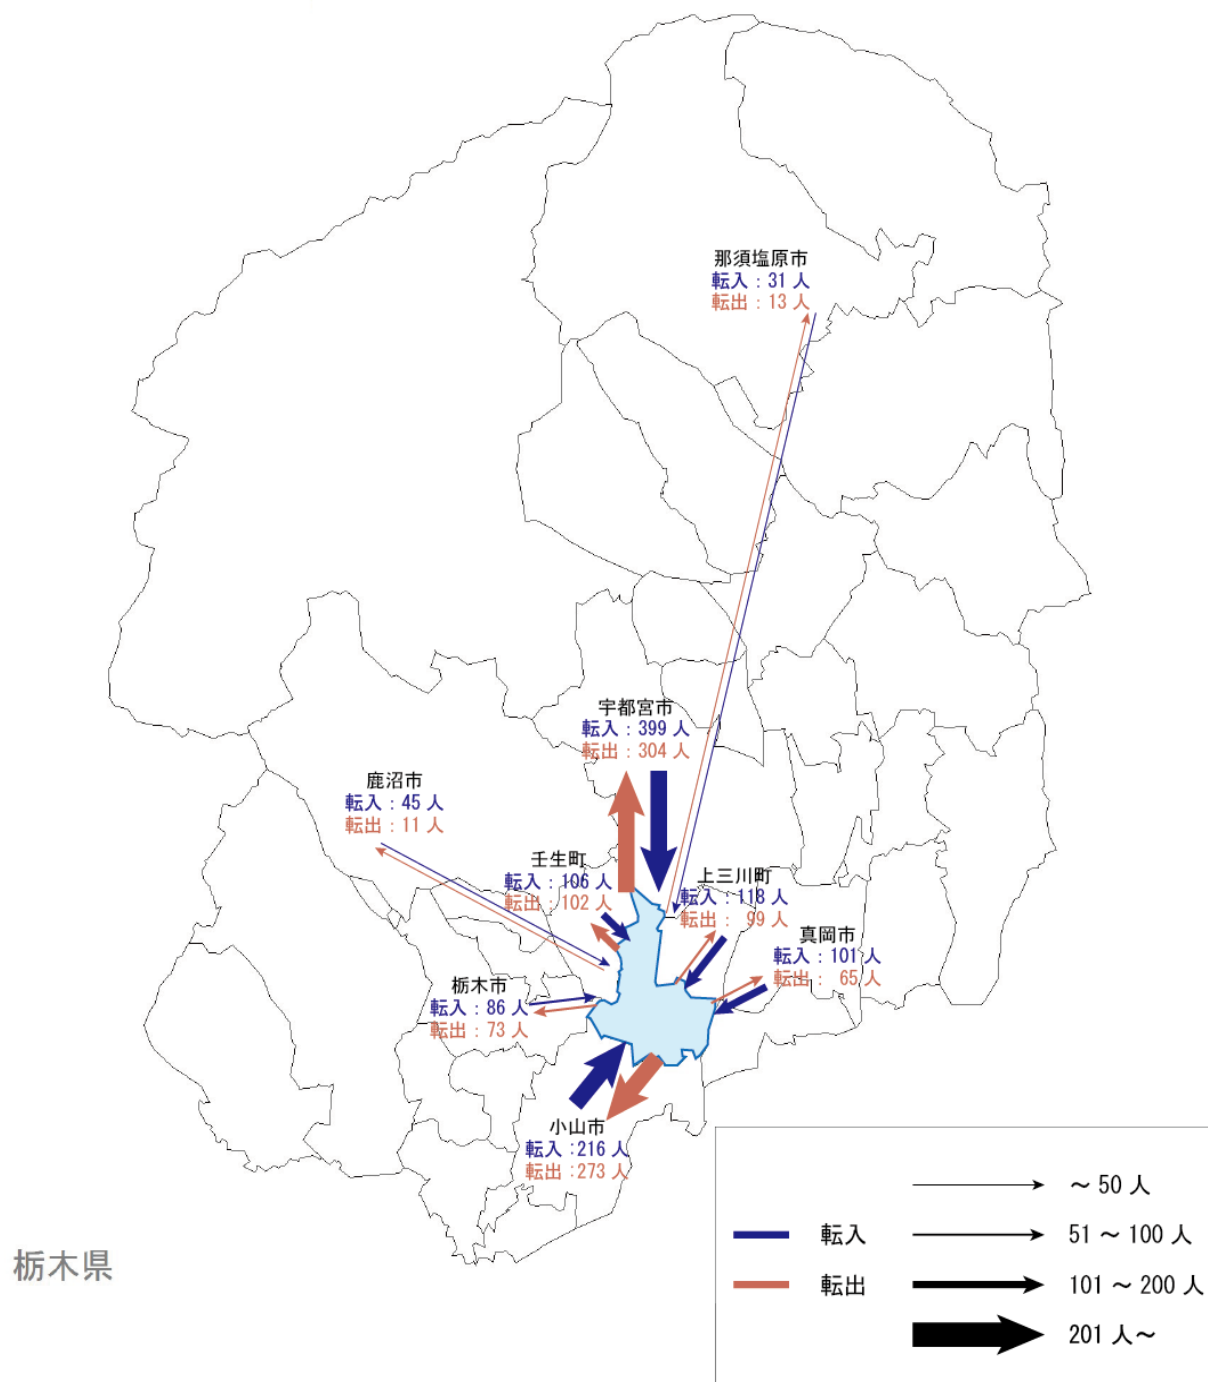 那須塩原市
転入：31 人
転出：13 人
宇都宮市
転入：399 人
転出：304 人
鹿沼市
転入：45 人
転出：11 人
壬生町
転入：106 人
転出：102 人
上三川町
転入：118 人
転出： 99 人
真岡市
転入：101 人
転出： 65 人
栃木市
転入：86 人
転出：73 人
小山市
転入：216 人
転出：273 人
栃木県
転入
転出
～ 50 人
51 ～ 100 人
101 ～ 200 人
201 人～